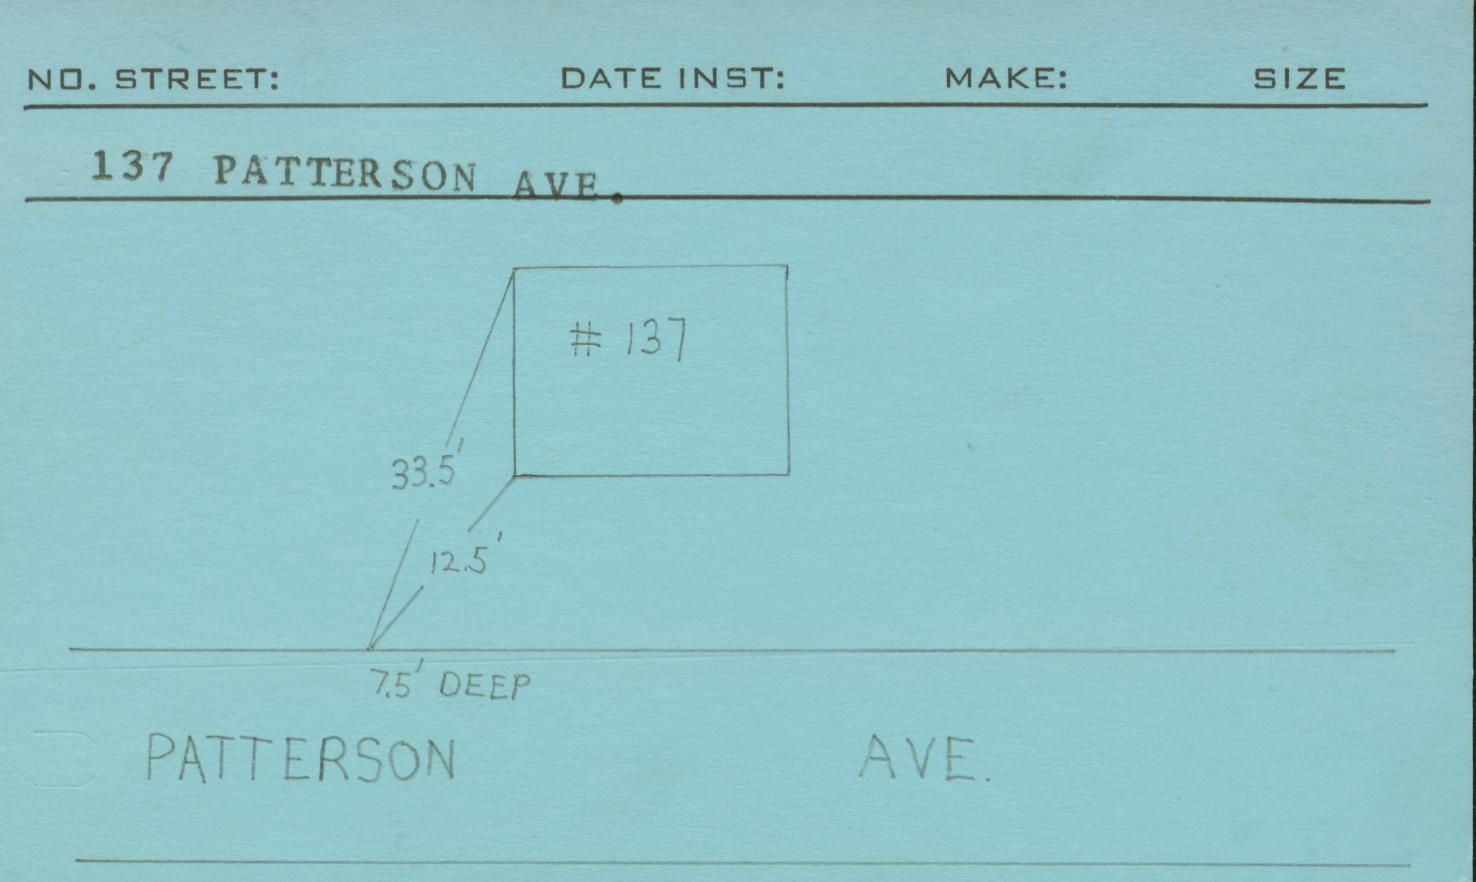 NO. STREET: DATE INST: MAKE: SIZE
137 PATTERSON AVE.
# 137
33.5'
12.5'
7.5' DEEP
PATTERSON AVE.